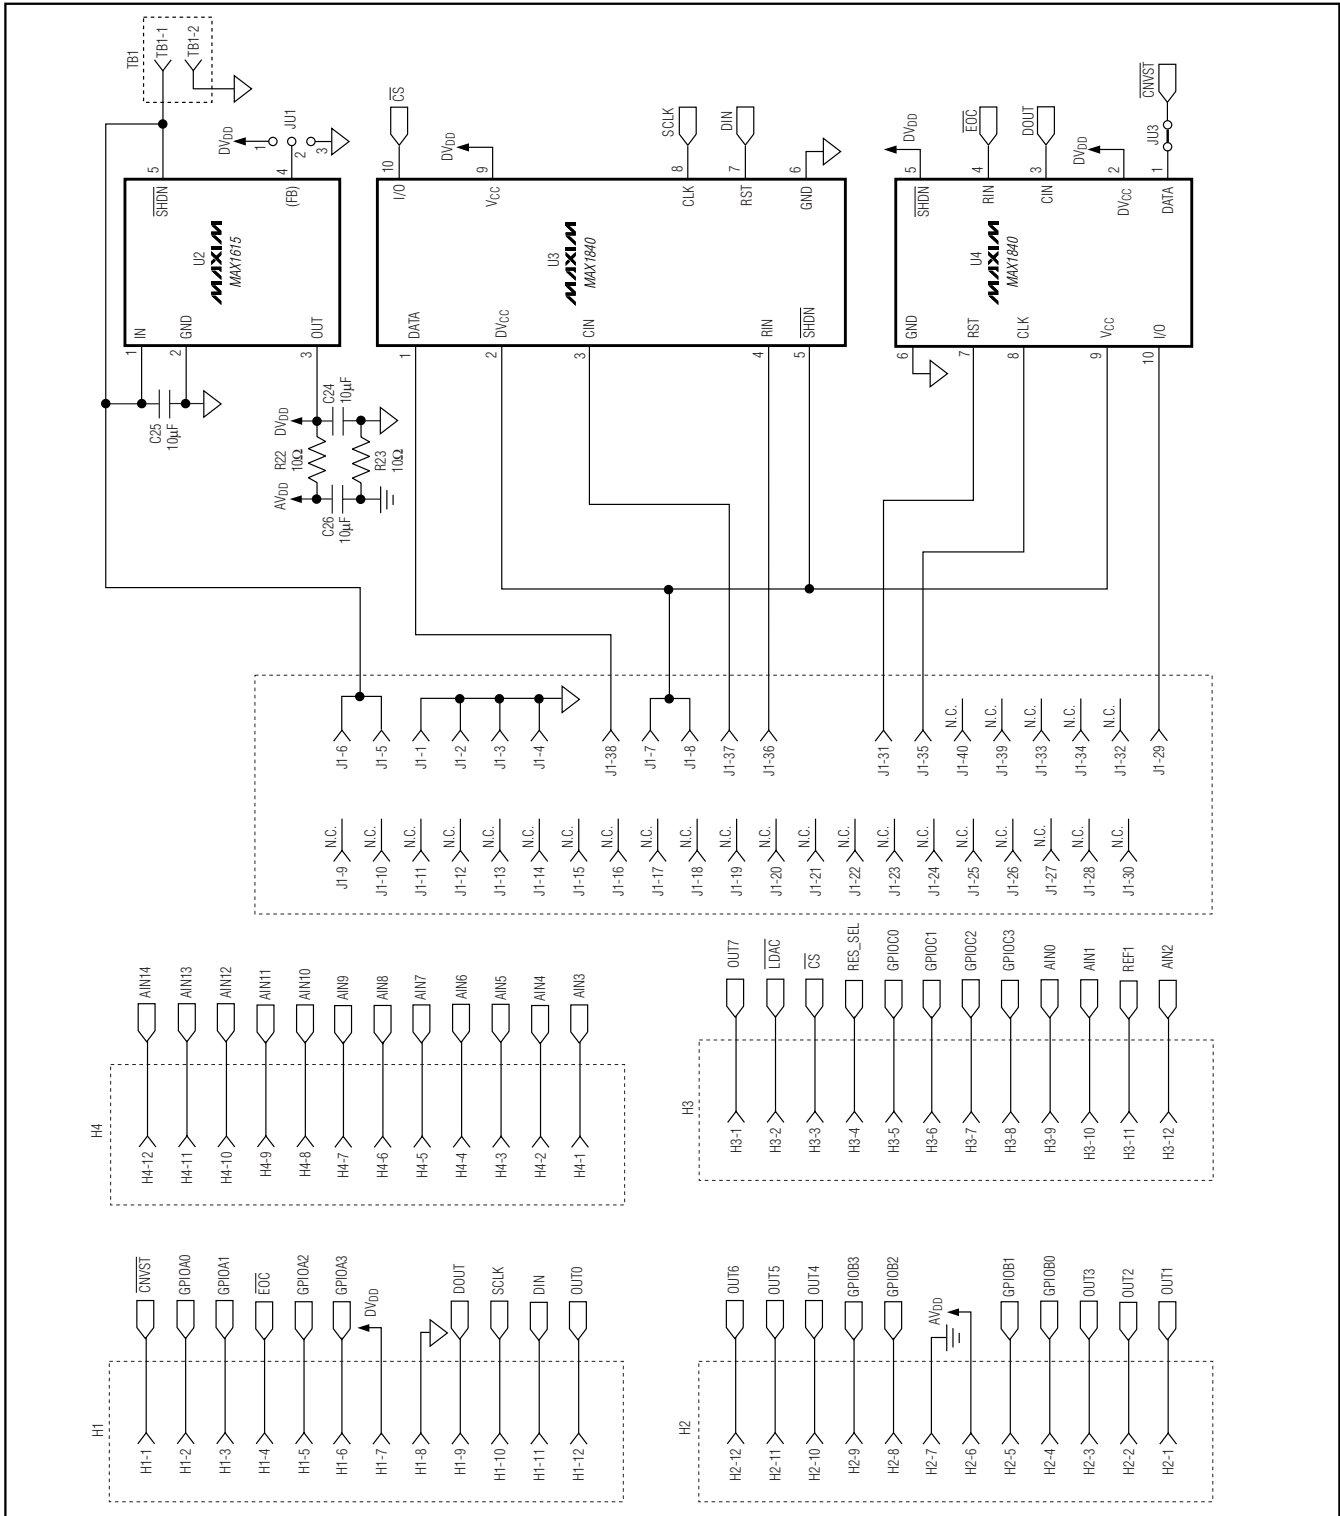 TB1
TB1-1
TB1-2
DVDD
JU1
1
2
3
5
4
SHDN
(FB)
U2
MAXIM
MAX1615
IN
GND
OUT
1
2
3
C25
10µF
DVDD
C24
10µF
R22
10Ω
R23
10Ω
AVDD
C26
10µF
CS
DVDD
SCLK
DIN
10
9
8
7
6
I/O
VCC
CLK
RST
GND
U3
MAXIM
MAX1840
DATA
DVCC
CIN
RIN
SHDN
1
2
3
4
5
DVDD
EOC
DOUT
DVDD
CNVST
JU3
5
4
3
2
1
SHDN
RIN
CIN
DVCC
DATA
U4
MAXIM
MAX1840
GND
RST
CLK
VCC
I/O
6
7
8
9
10
J1-6
J1-5
J1-1
J1-2
J1-3
J1-4
J1-38
J1-7
J1-8
J1-37
J1-36
J1-31
J1-35
N.C.
J1-40
N.C.
J1-39
N.C.
J1-33
N.C.
J1-34
N.C.
J1-32
J1-29
N.C.
J1-9
N.C.
J1-10
N.C.
J1-11
N.C.
J1-12
N.C.
J1-13
N.C.
J1-14
N.C.
J1-15
N.C.
J1-16
N.C.
J1-17
N.C.
J1-18
N.C.
J1-19
N.C.
J1-20
N.C.
J1-21
N.C.
J1-22
N.C.
J1-23
N.C.
J1-24
N.C.
J1-25
N.C.
J1-26
N.C.
J1-27
N.C.
J1-28
N.C.
J1-30
H4
AIN14
H4-12
AIN13
H4-11
AIN12
H4-10
AIN11
H4-9
AIN10
H4-8
AIN9
H4-7
AIN8
H4-6
AIN7
H4-5
AIN6
H4-4
AIN5
H4-3
AIN4
H4-2
AIN3
H4-1
H3
OUT7
H3-1
LDAC
H3-2
CS
H3-3
RES_SEL
H3-4
GPIOC0
H3-5
GPIOC1
H3-6
GPIOC2
H3-7
GPIOC3
H3-8
AIN0
H3-9
AIN1
H3-10
REF1
H3-11
AIN2
H3-12
H1
CNVST
H1-1
GPIOA0
H1-2
GPIOA1
H1-3
EOC
H1-4
GPIOA2
H1-5
GPIOA3
H1-6
DVDD
H1-7
H1-8
DOUT
H1-9
SCLK
H1-10
DIN
H1-11
OUT0
H1-12
H2
OUT6
H2-12
OUT5
H2-11
OUT4
H2-10
GPIOB3
H2-9
GPIOB2
H2-8
H2-7
AVDD
H2-6
GPIOB1
H2-5
GPIOB0
H2-4
OUT3
H2-3
OUT2
H2-2
OUT1
H2-1